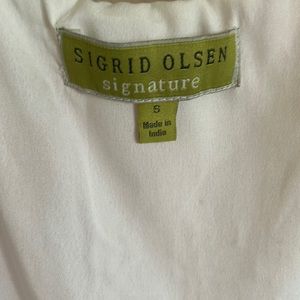 SIGRID OLSEN
signature
S
Made in
India